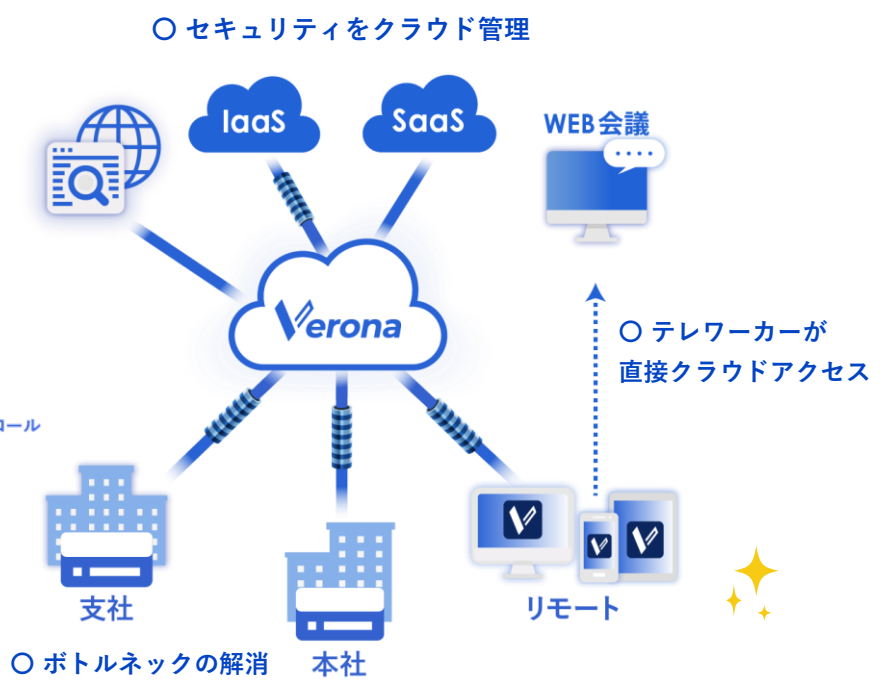 〇 セキュリティをクラウド管理
IaaS
SaaS
WEB会議
Verona
〇 テレワーカーが
直接クラウドアクセス
ロール
支社
リモート
〇 ボトルネックの解消
本社